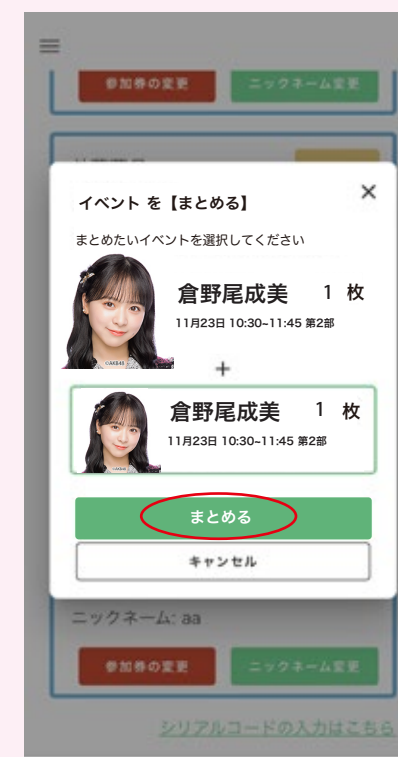 参加券の変更 ニックネーム変更
イベント を【まとめる】 ×
まとめたいイベントを選択してください
倉野尾成美 1 枚
11月23日 10:30~11:45 第2部
©AKB48
+
倉野尾成美 1 枚
11月23日 10:30~11:45 第2部
まとめる
キャンセル
ニックネーム: aa
参加券の変更 ニックネーム変更
シリアルコードの入力はこちら